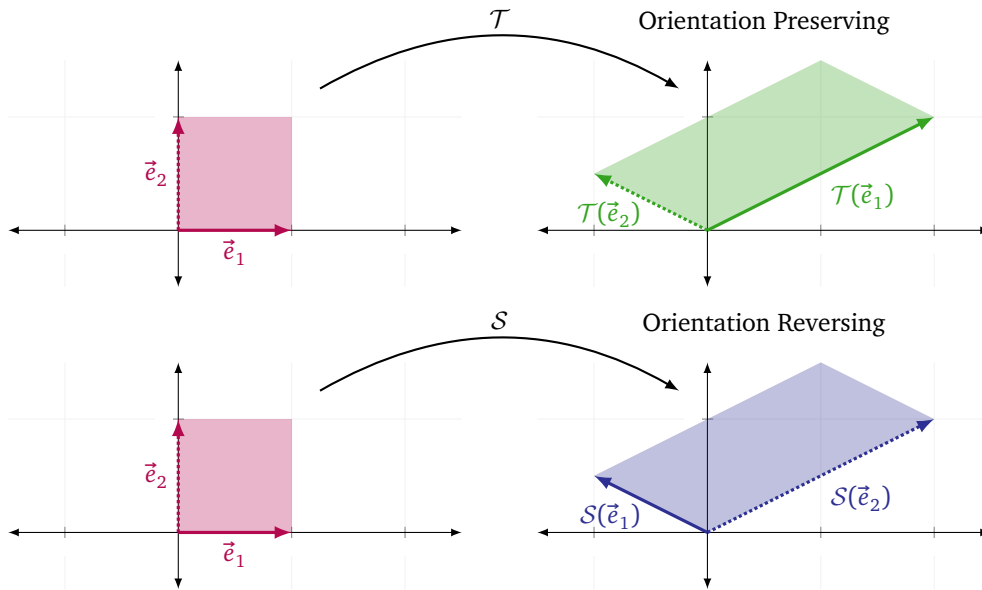 𝒯
Orientation Preserving
e⃗₂
e⃗₁
𝒯(e⃗₂)
𝒯(e⃗₁)
𝒮
Orientation Reversing
e⃗₂
e⃗₁
𝒮(e⃗₁)
𝒮(e⃗₂)